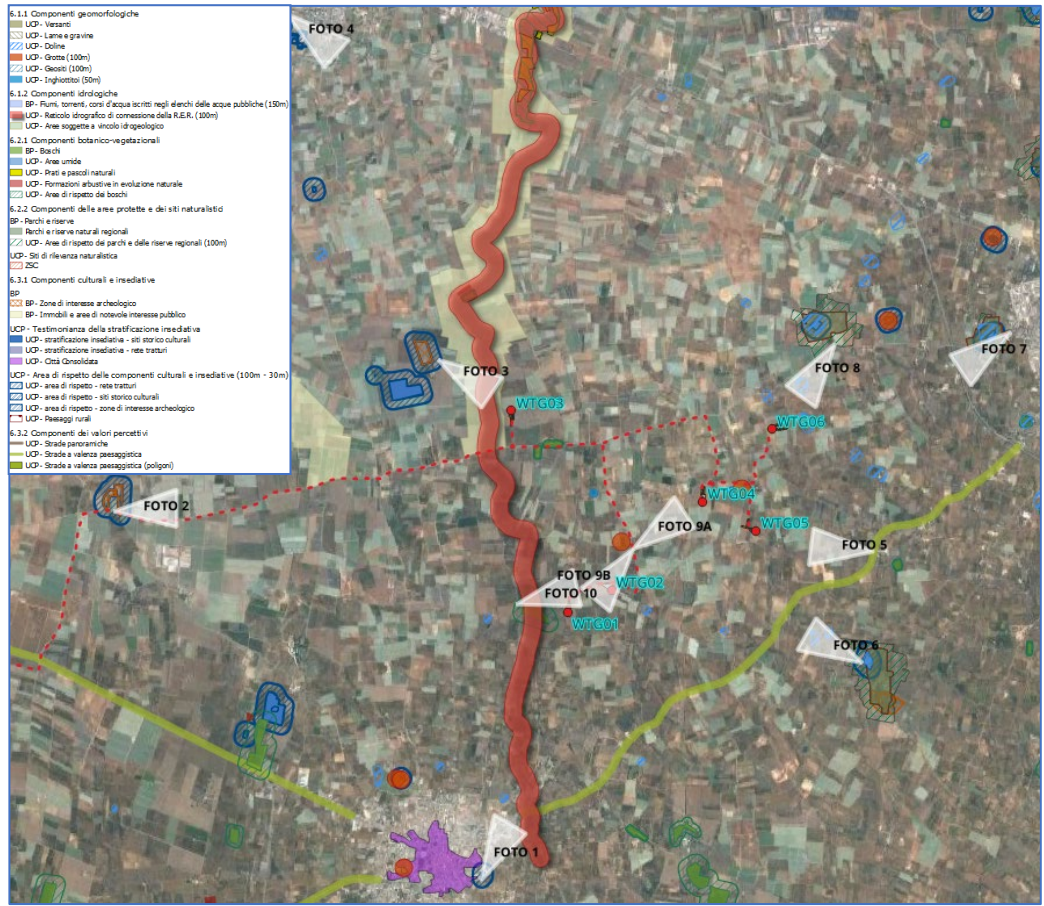 6.1.1 Componenti geomorfologiche
UCP - Versanti
UCP - Lame e gravine
UCP - Doline
UCP - Grotte (100m)
UCP - Geositi (100m)
UCP - Inghiottitoi (50m)
6.1.2 Componenti idrologiche
BP - Fiumi, torrenti, corsi d'acqua iscritti negli elenchi delle acque pubbliche (150m)
UCP - Reticolo idrografico di connessione della R.E.R. (100m)
UCP - Aree soggette a vincolo idrogeologico
6.2.1 Componenti botanico-vegetazionali
BP - Boschi
UCP - Aree umide
UCP - Prati e pascoli naturali
UCP - Formazioni arbustive in evoluzione naturale
UCP - Aree di rispetto dei boschi
6.2.2 Componenti delle aree protette e dei siti naturalistici
BP - Parchi e riserve
Parchi e riserve naturali regionali
UCP - Aree di rispetto dei parchi e delle riserve regionali (100m)
UCP - Siti di rilevanza naturalistica
ZSC
6.3.1 Componenti culturali e insediative
BP
BP - Zone di interesse archeologico
BP - Immobili e aree di notevole interesse pubblico
UCP - Testimonianza della stratificazione insediativa
UCP - stratificazione insediativa - siti storico culturali
UCP - stratificazione insediativa - rete tratturi
UCP - Città Consolidata
UCP - Area di rispetto delle componenti culturali e insediative (100m - 30m)
UCP - area di rispetto - rete tratturi
UCP - area di rispetto - siti storico culturali
UCP - area di rispetto - zone di interesse archeologico
UCP - Paesaggi rurali
6.3.2 Componenti dei valori percettivi
UCP - Strade panoramiche
UCP - Strade a valenza paesaggistica
UCP - Strade a valenza paesaggistica (poligoni)
FOTO 4
FOTO 7
FOTO 8
FOTO 3
WTG03
WTG06
WTG04
FOTO 2
WTG05
FOTO 9A
FOTO 5
FOTO 9B
WTG02
FOTO 10
WTG01
FOTO 6
FOTO 1